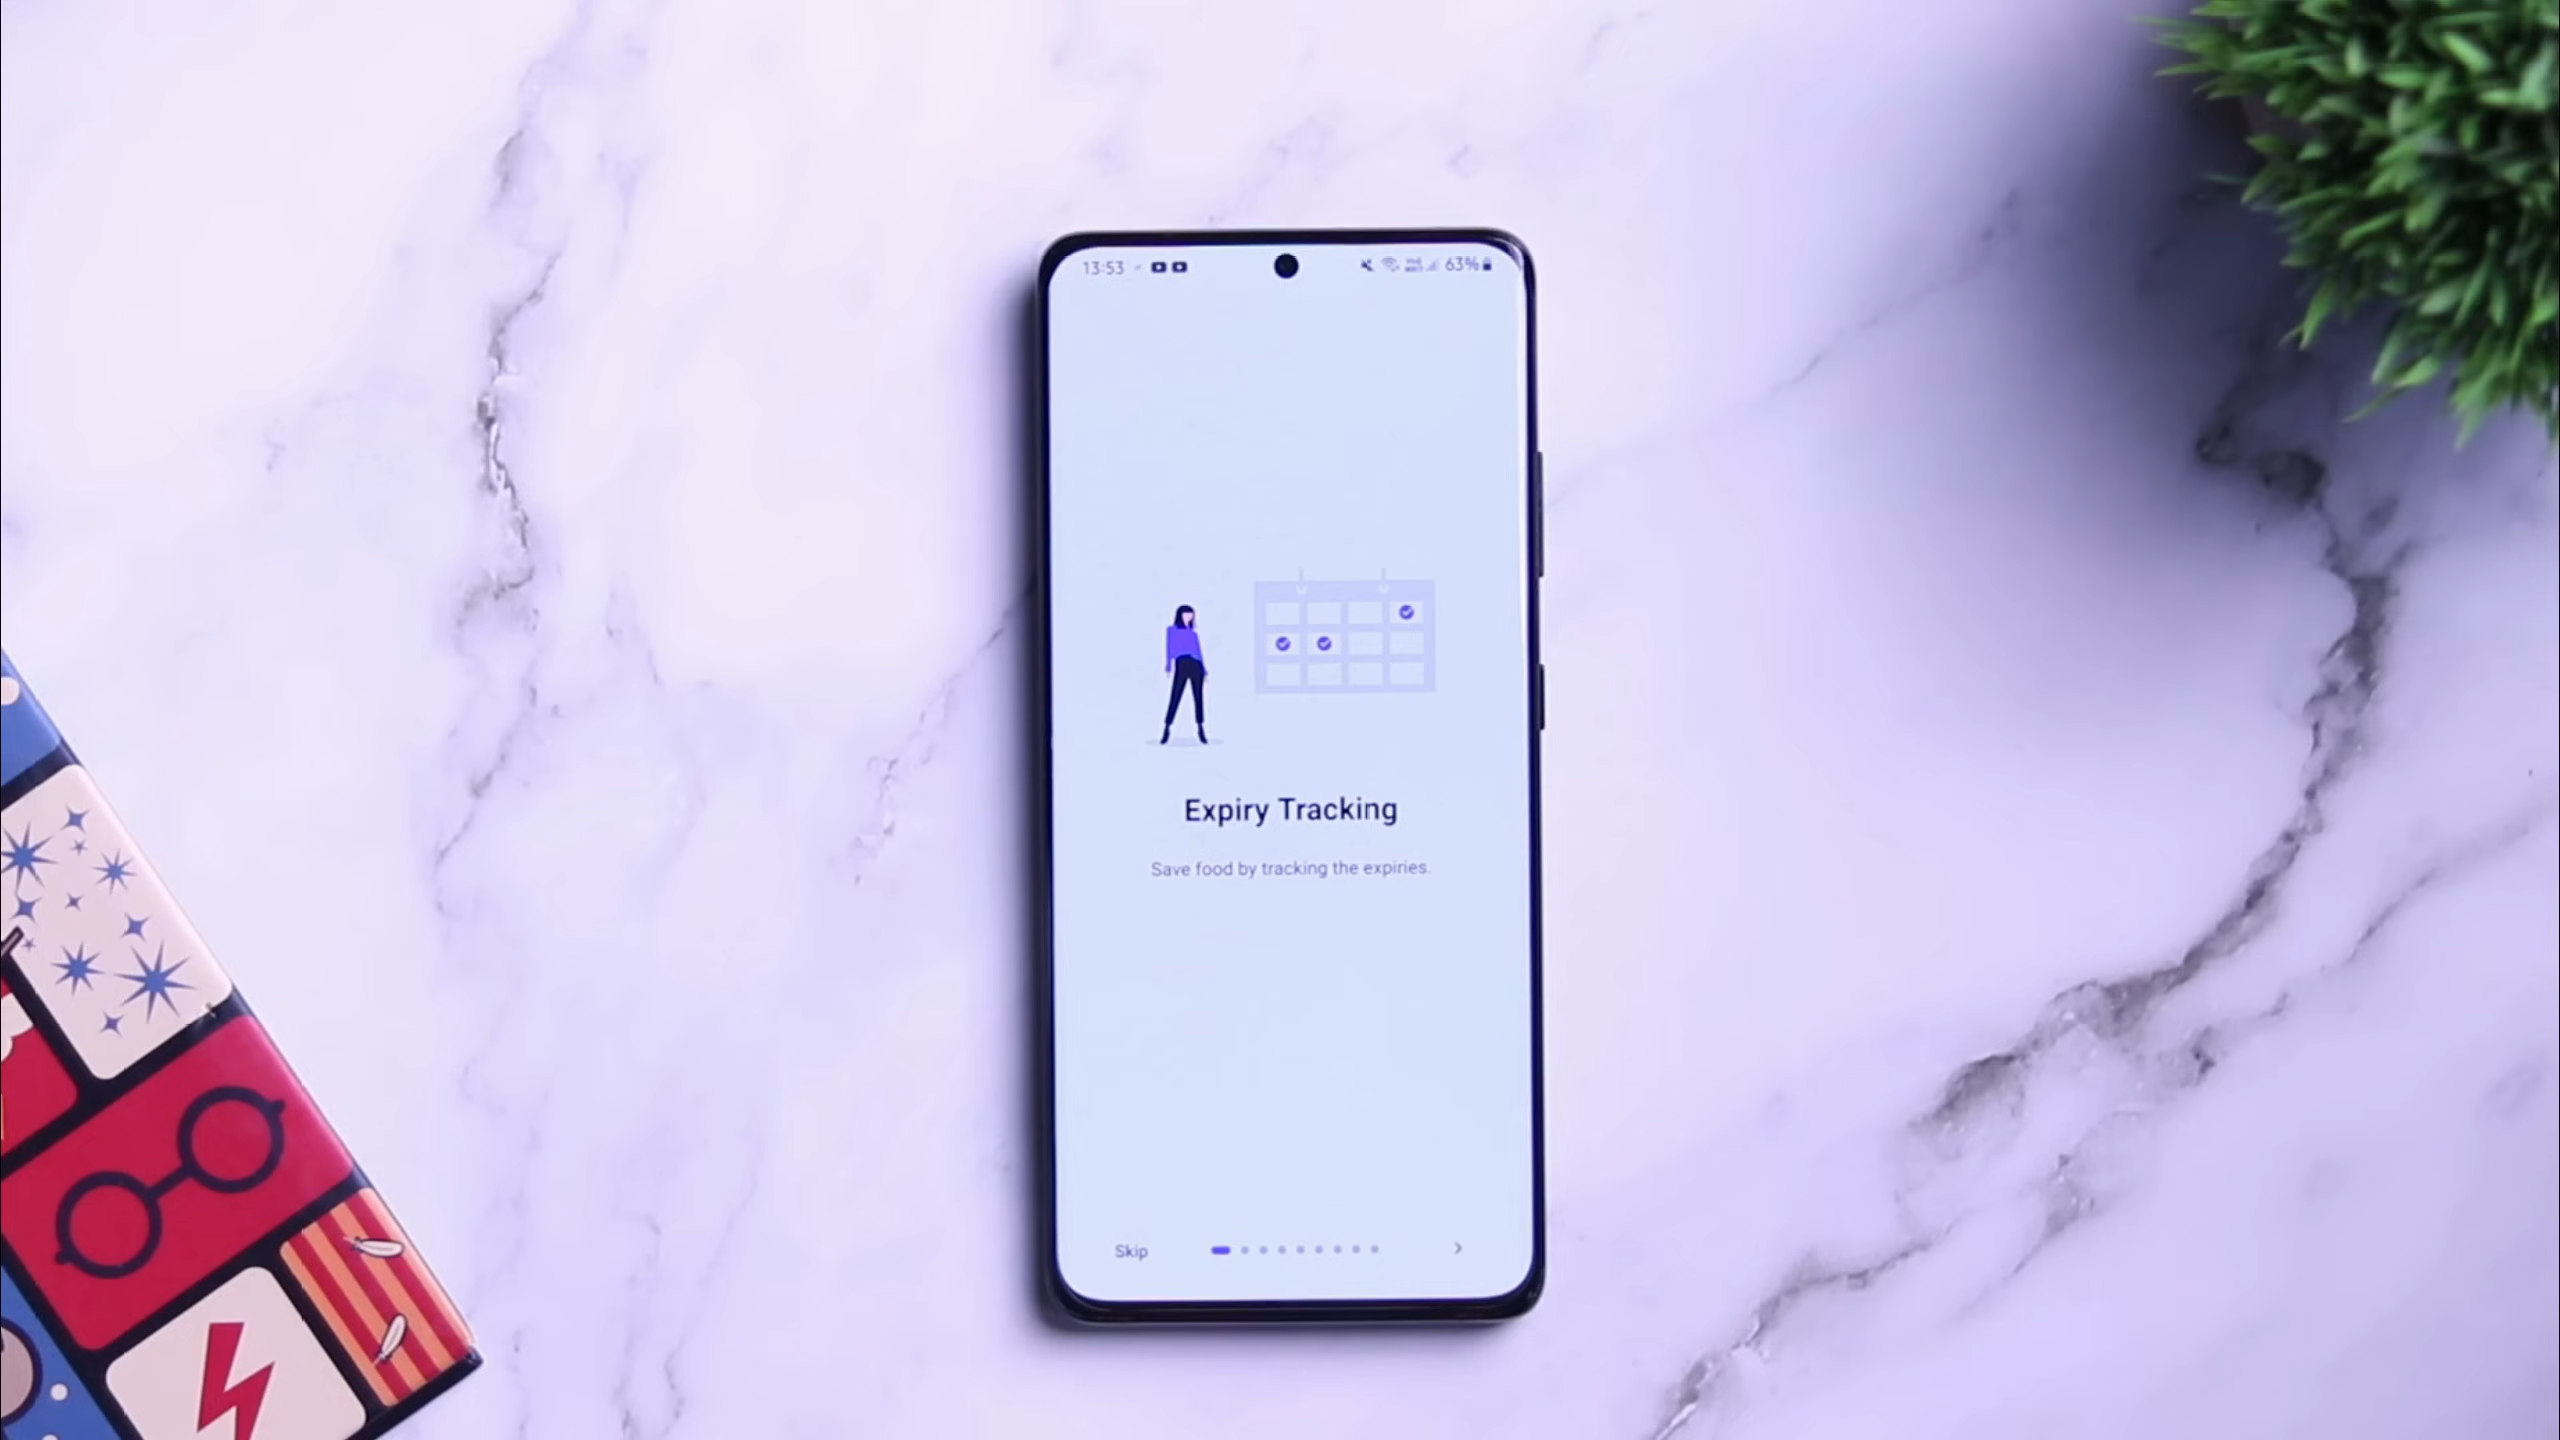 13:53 63%
Expiry Tracking
Save food by tracking the expiries.
Skip